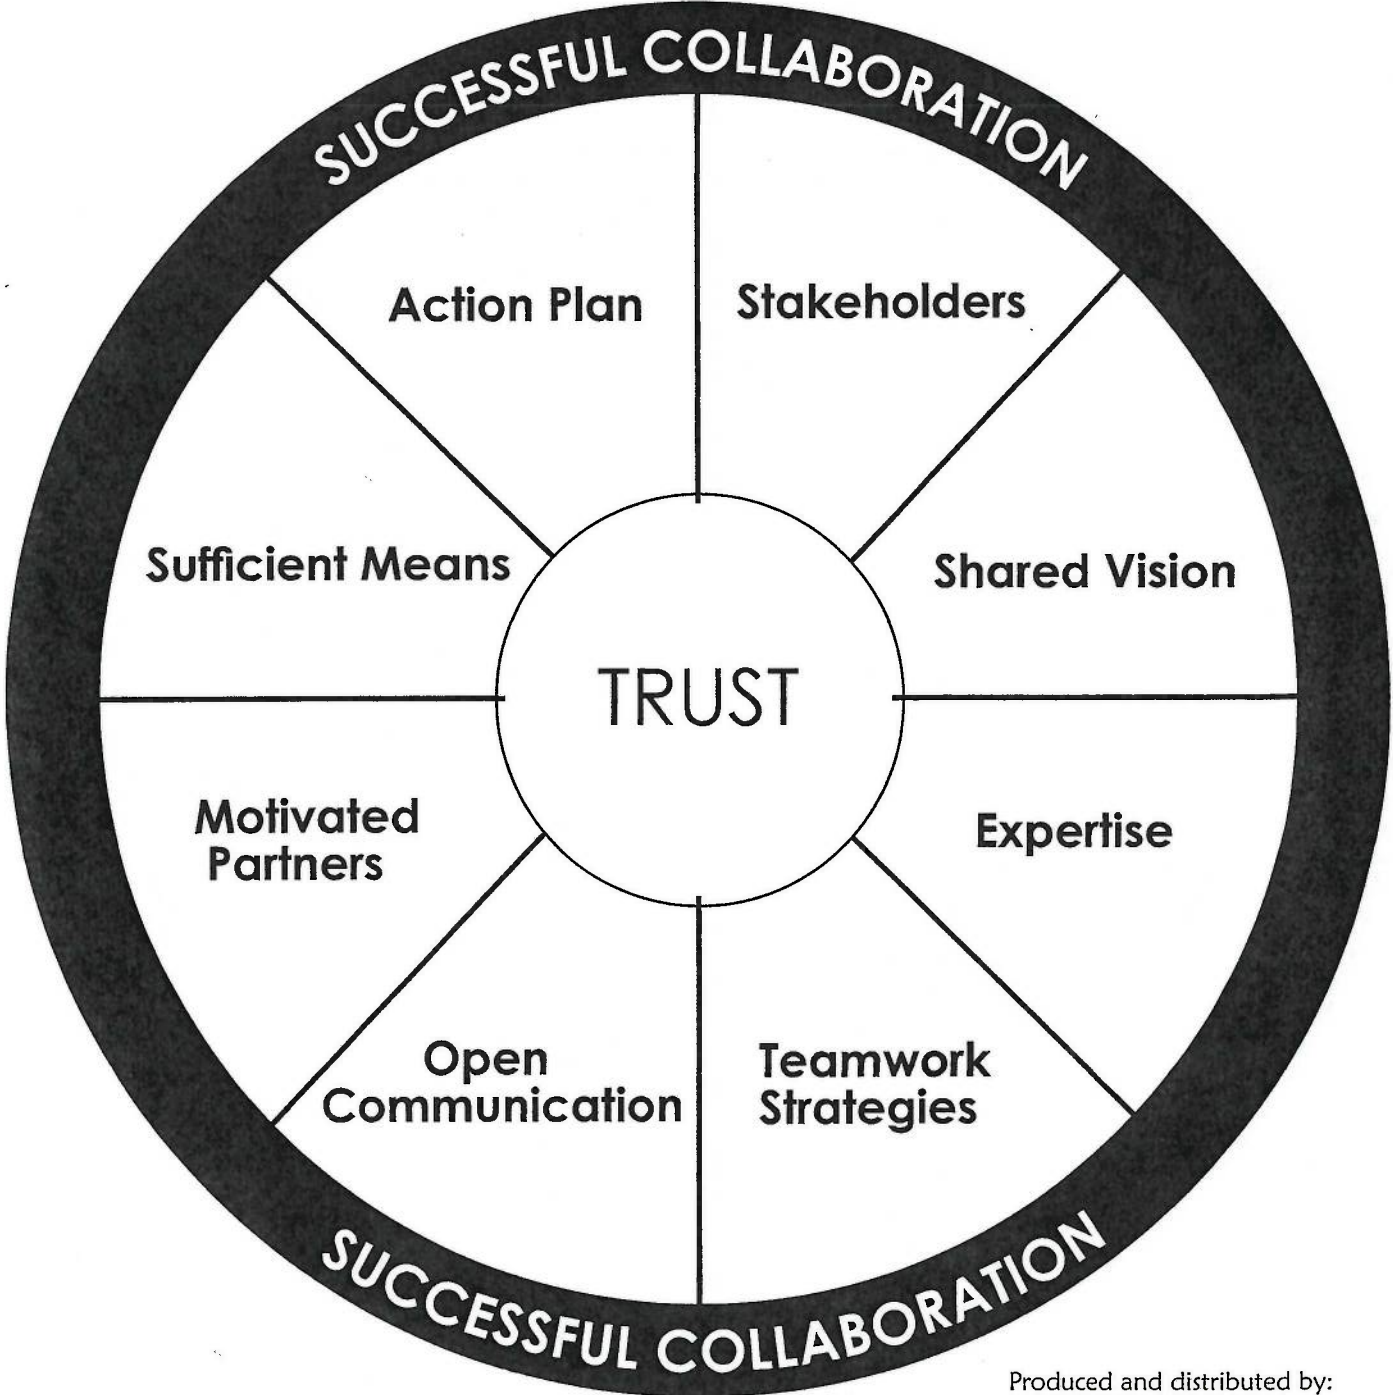 SUCCESSFUL COLLABORATION
Action Plan
Stakeholders
Sufficient Means
Shared Vision
TRUST
Motivated
Partners
Expertise
Open
Communication
Teamwork
Strategies
SUCCESSFUL COLLABORATION
Produced and distributed by: